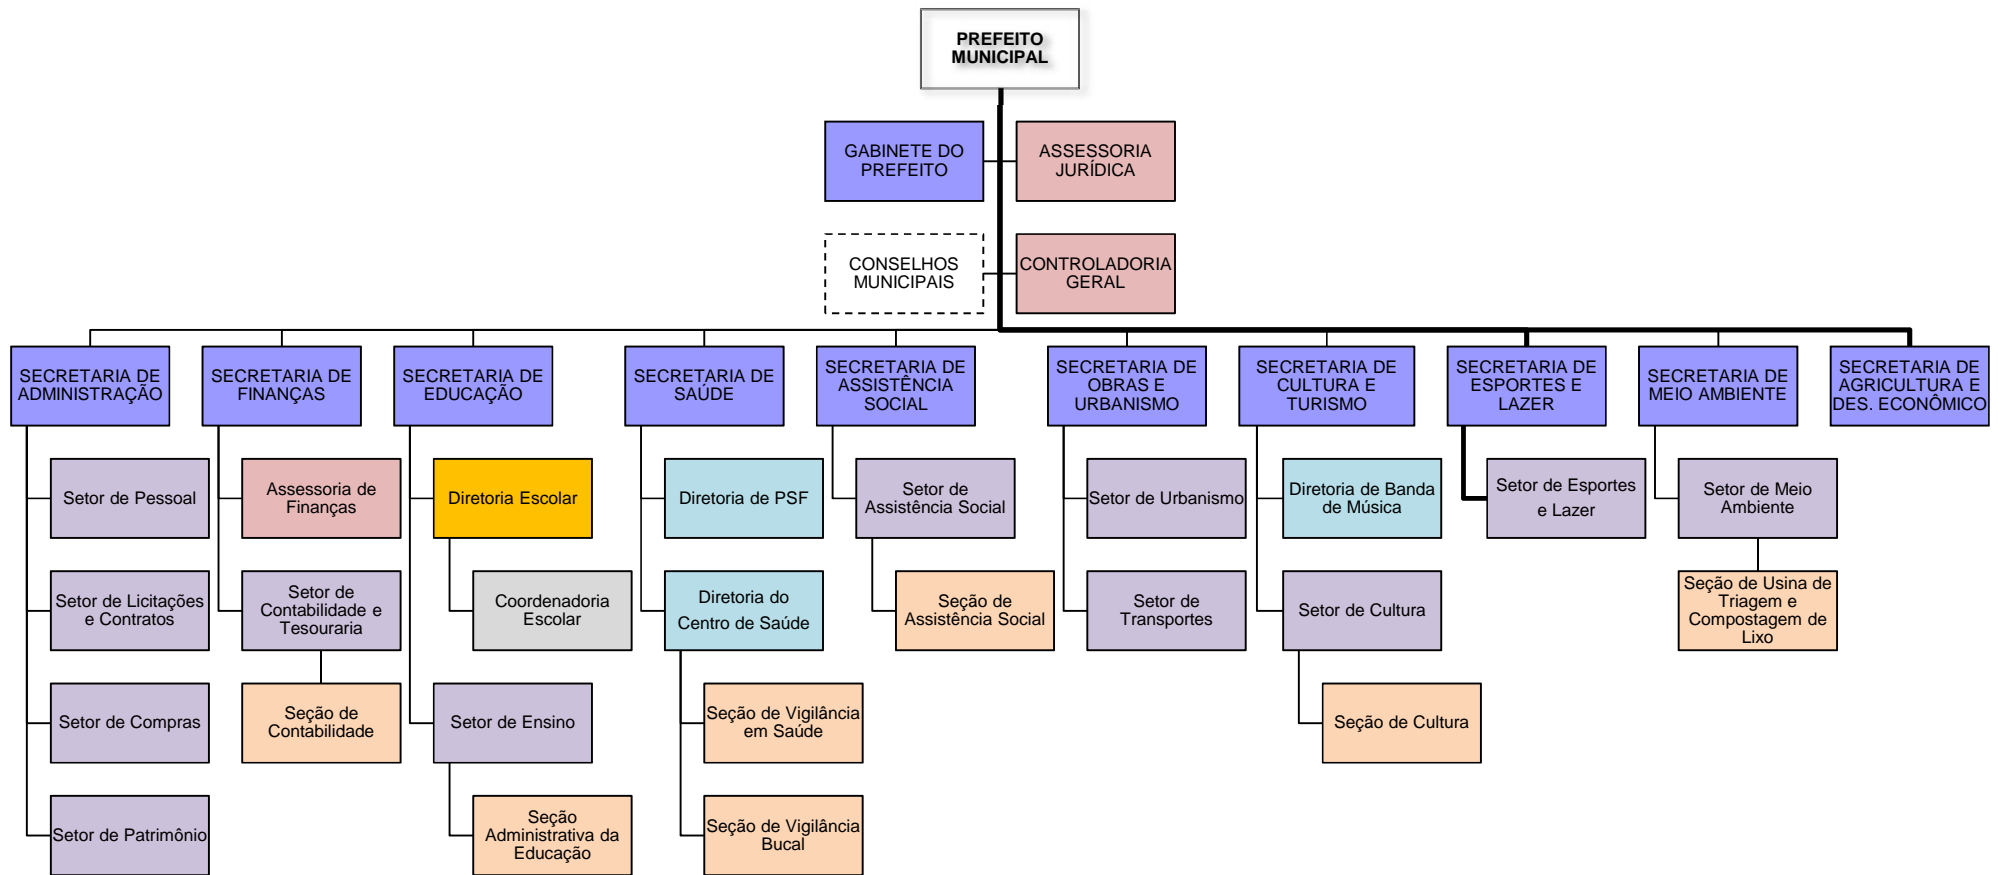 PREFEITO
MUNICIPAL
GABINETE DO
PREFEITO
ASSESSORIA
JURÍDICA
CONSELHOS
MUNICIPAIS
CONTROLADORIA
GERAL
SECRETARIA DE
ADMINISTRAÇÃO
SECRETARIA DE
FINANÇAS
SECRETARIA DE
EDUCAÇÃO
SECRETARIA DE
SAÚDE
SECRETARIA DE
ASSISTÊNCIA
SOCIAL
SECRETARIA DE
OBRAS E
URBANISMO
SECRETARIA DE
CULTURA E
TURISMO
SECRETARIA DE
ESPORTES E
LAZER
SECRETARIA DE
MEIO AMBIENTE
SECRETARIA DE
AGRICULTURA E
DES. ECONÔMICO
Setor de Pessoal
Assessoria de
Finanças
Diretoria Escolar
Diretoria de PSF
Setor de
Assistência Social
Setor de Urbanismo
Diretoria de Banda
de Música
Setor de Esportes
e Lazer
Setor de Meio
Ambiente
Setor de Licitações
e Contratos
Setor de
Contabilidade e
Tesouraria
Coordenadoria
Escolar
Diretoria do
Centro de Saúde
Seção de
Assistência Social
Setor de
Transportes
Setor de Cultura
Seção de Usina de
Triagem e
Compostagem de
Lixo
Setor de Compras
Seção de
Contabilidade
Setor de Ensino
Seção de Vigilância
em Saúde
Seção de Cultura
Setor de Patrimônio
Seção
Administrativa da
Educação
Seção de Vigilância
Bucal